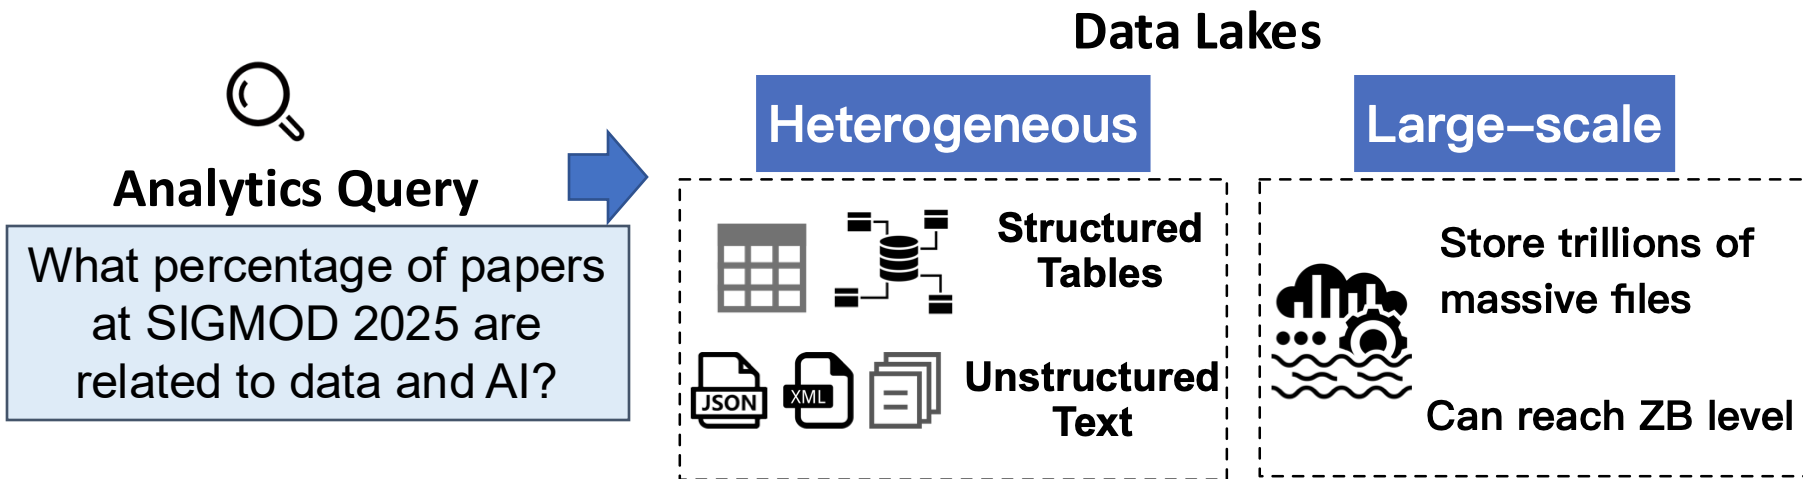 Data Lakes
Analytics Query
What percentage of papers
at SIGMOD 2025 are
related to data and AI?
Heterogeneous
Structured
Tables
JSON
XML
Unstructured
Text
Large-scale
Store trillions of
massive files
Can reach ZB level